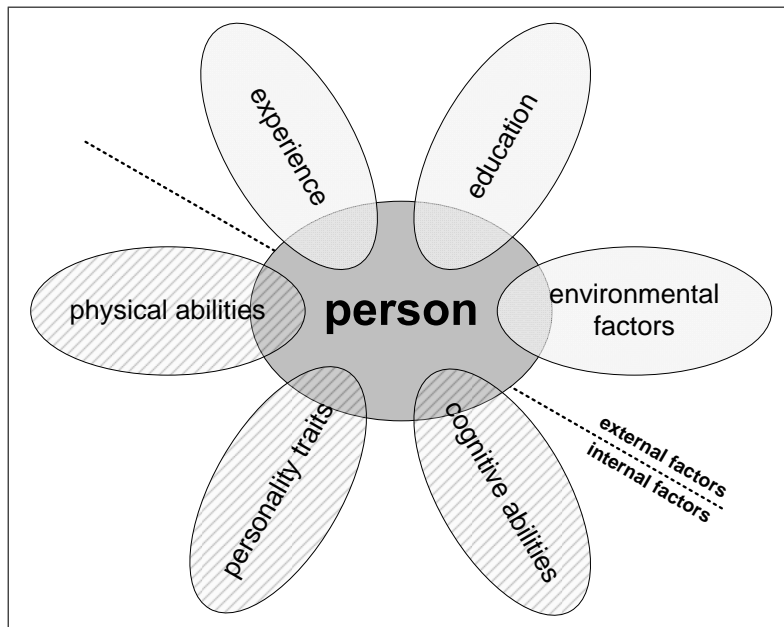 experience
education
physical abilities
person
environmental
factors
personality traits
cognitive abilities
external factors
internal factors